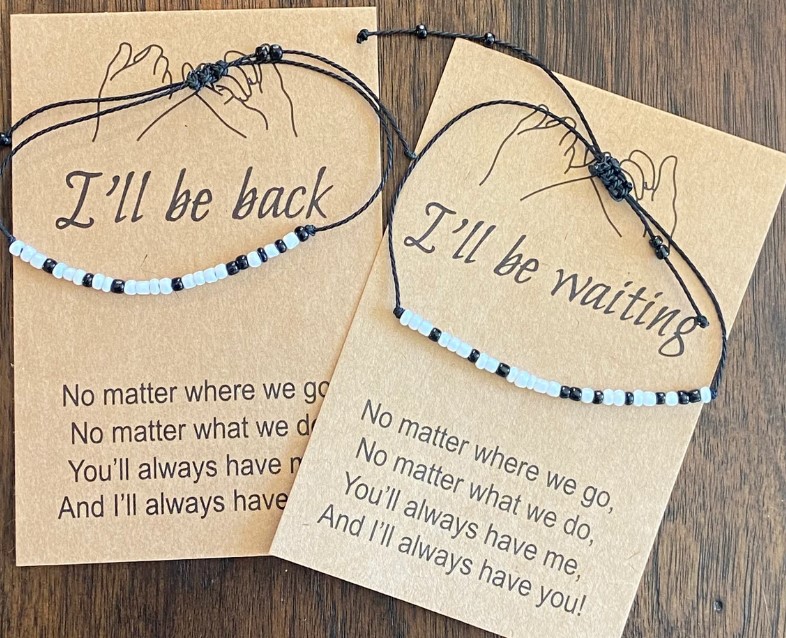 I'll be back
No matter where we go
No matter what we do
You'll always have
And I'll always have
I'll be waiting
No matter where we go,
No matter what we do,
You'll always have me,
And I'll always have you!